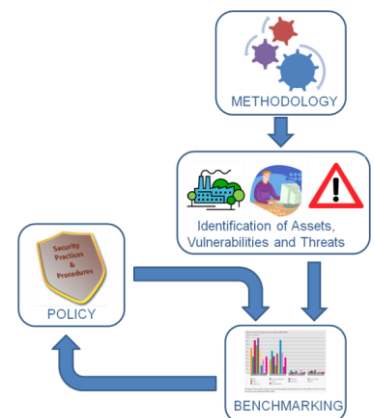 METHODOLOGY
Identification of Assets,
Vulnerabilities and Threats
Security
Practices
&
Procedures
POLICY
BENCHMARKING